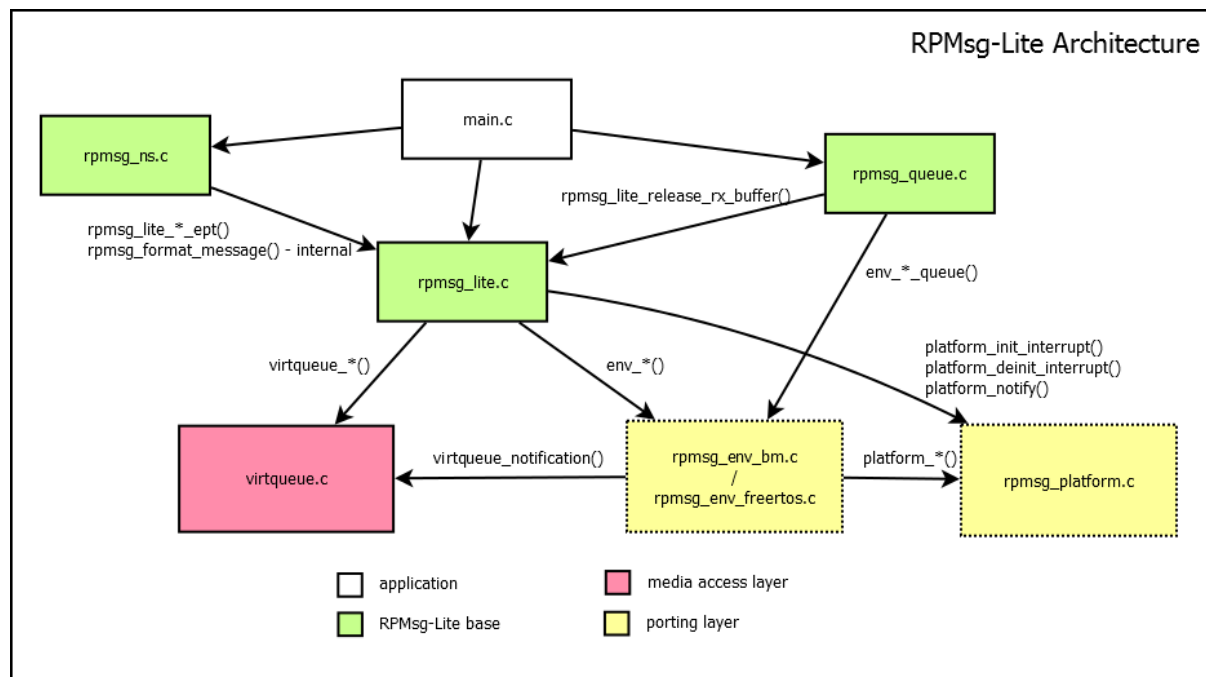 RPMsg-Lite Architecture
main.c
rpmsg_ns.c
rpmsg_queue.c
rpmsg_lite_release_rx_buffer()
rpmsg_lite_*_ept()
rpmsg_format_message() - internal
rpmsg_lite.c
env_*_queue()
platform_init_interrupt()
platform_deinit_interrupt()
platform_notify()
virtqueue_*()
env_*()
virtqueue.c
virtqueue_notification()
rpmsg_env_bm.c
/
rpmsg_env_freertos.c
platform_*()
rpmsg_platform.c
application
media access layer
RPMsg-Lite base
porting layer